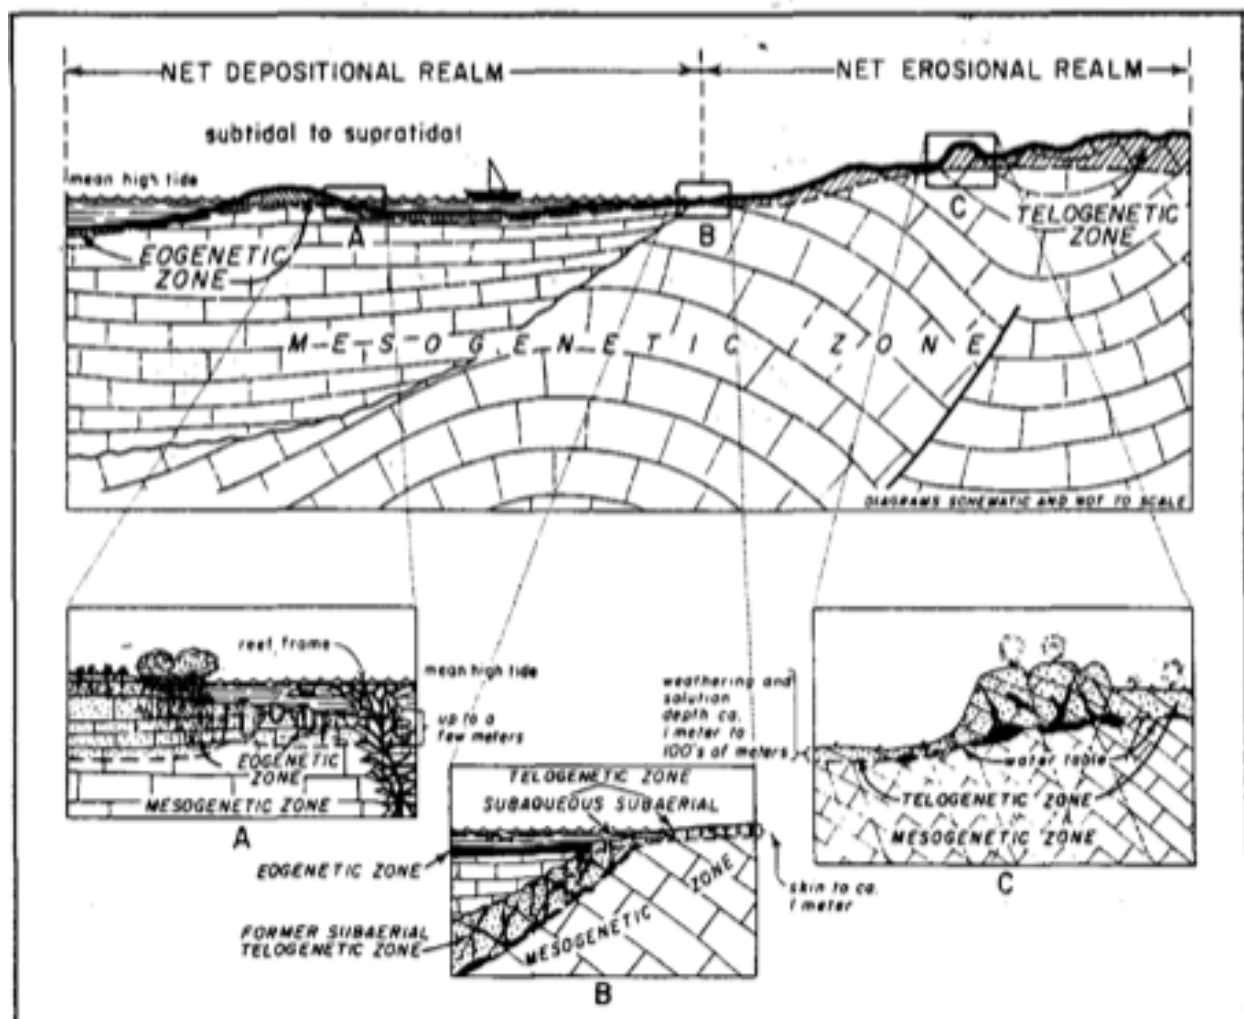 NET DEPOSITIONAL REALM
NET EROSIONAL REALM
subtidal to supratidal
mean high tide
A
B
C
EOGENETIC
ZONE
TELOGENETIC
ZONE
MESOGENETIC ZONE
DIAGRAMS SCHEMATIC AND NOT TO SCALE
reef frame
mean high tide
up to a
few meters
EOGENETIC
ZONE
MESOGENETIC ZONE
A
TELOGENETIC ZONE
SUBAQUEOUS SUBAERIAL
EOGENETIC ZONE
FORMER SUBAERIAL
TELOGENETIC ZONE
MESOGENETIC ZONE
skin to ca.
1 meter
B
weathering and
solution
depth ca.
1 meter to
100's of meters
water table
TELOGENETIC ZONE
MESOGENETIC ZONE
C